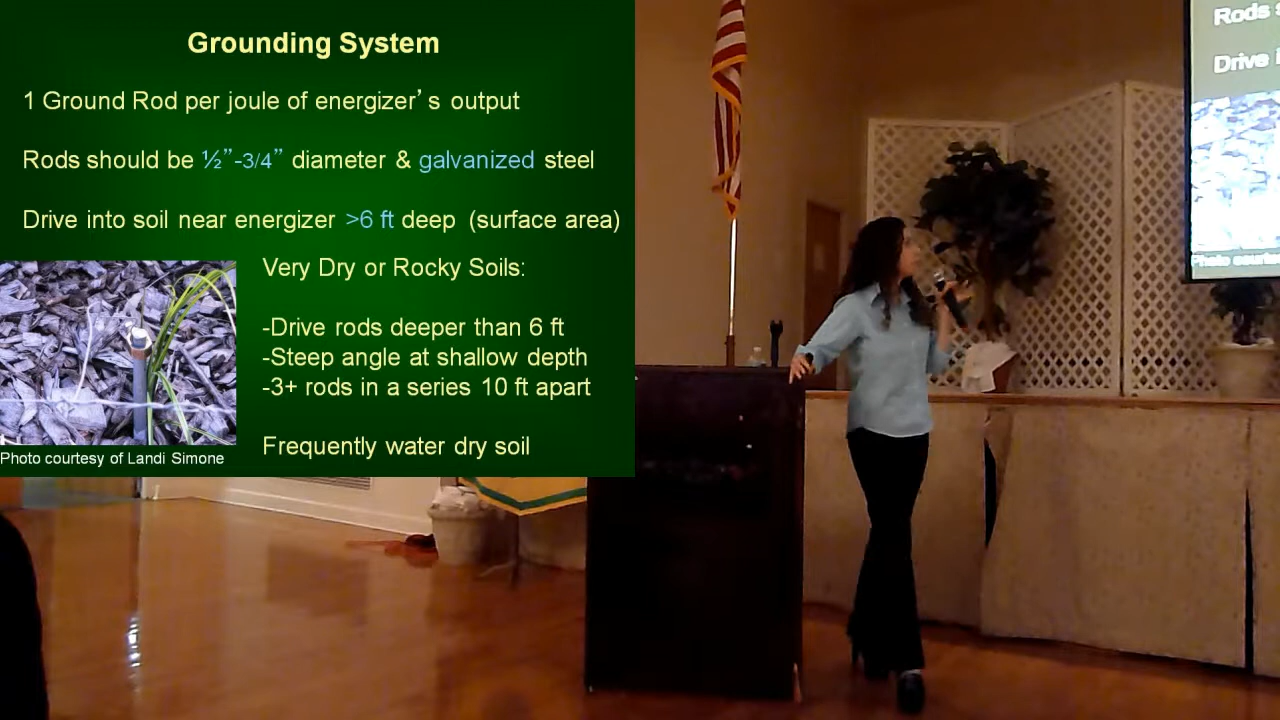 Grounding System
1 Ground Rod per joule of energizer’s output
Rods should be ½”-3/4” diameter & galvanized steel
Drive into soil near energizer >6 ft deep (surface area)
Very Dry or Rocky Soils:
-Drive rods deeper than 6 ft
-Steep angle at shallow depth
-3+ rods in a series 10 ft apart
Frequently water dry soil
Photo courtesy of Landi Simone
Rods
Drive
Photo